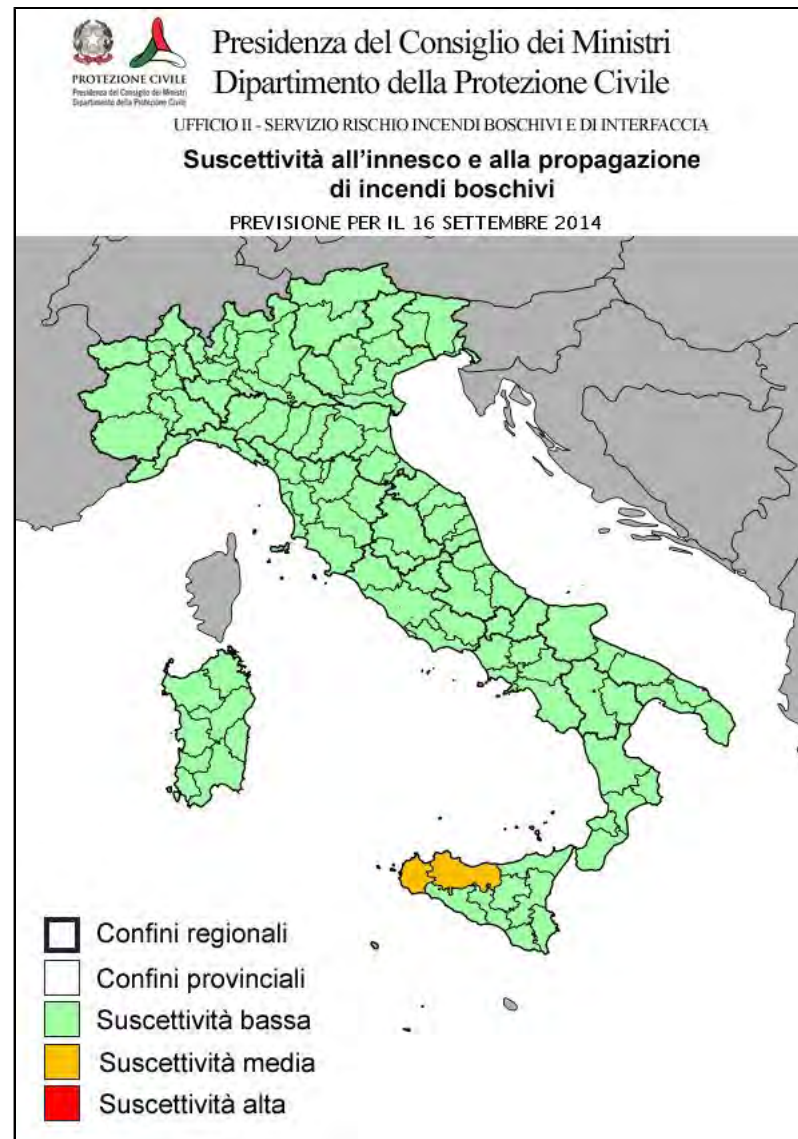 PROTEZIONE CIVILE
Presidenza del Consiglio dei Ministri
Dipartimento della Protezione Civile
Presidenza del Consiglio dei Ministri
Dipartimento della Protezione Civile
UFFICIO II - SERVIZIO RISCHIO INCENDI BOSCHIVI E DI INTERFACCIA
Suscettività all'innesco e alla propagazione
di incendi boschivi
PREVISIONE PER IL 16 SETTEMBRE 2014
Confini regionali
Confini provinciali
Suscettività bassa
Suscettività media
Suscettività alta